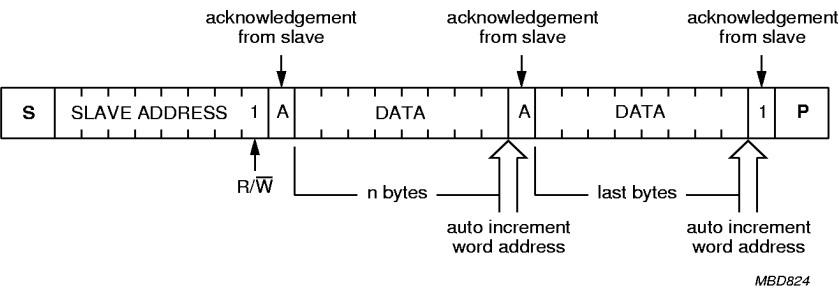 acknowledgement
from slave
acknowledgement
from slave
acknowledgement
from slave
S SLAVE ADDRESS 1 A DATA A DATA 1 P
R/W̅
n bytes
last bytes
auto increment
word address
auto increment
word address
MBD824